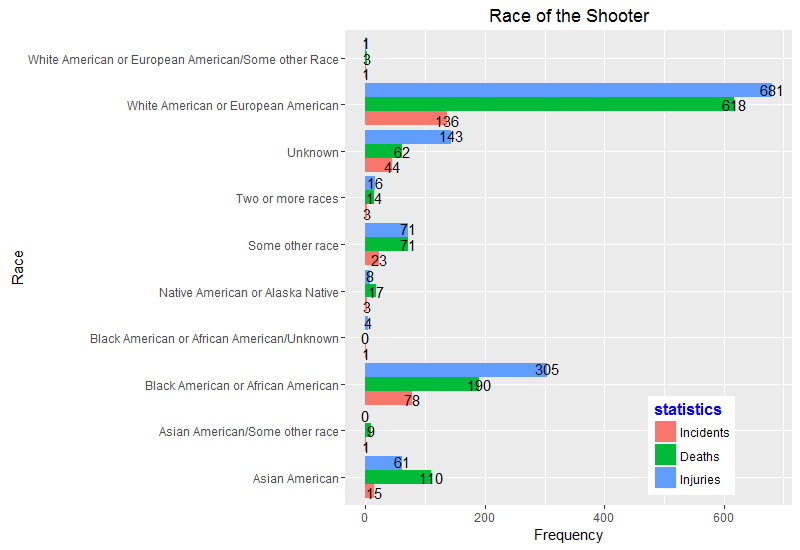 Race of the Shooter
1
White American or European American/Some other Race 3
1
681
White American or European American 618
136
143
Unknown 62
44
16
Two or more races 14
3
71
Some other race 71
23
8
Native American or Alaska Native 17
3
4
Black American or African American/Unknown 0
1
305
Black American or African American 190
78
0
Asian American/Some other race 9
1
61
Asian American 110
15
Race
statistics
Incidents
Deaths
Injuries
0 200 400 600
Frequency